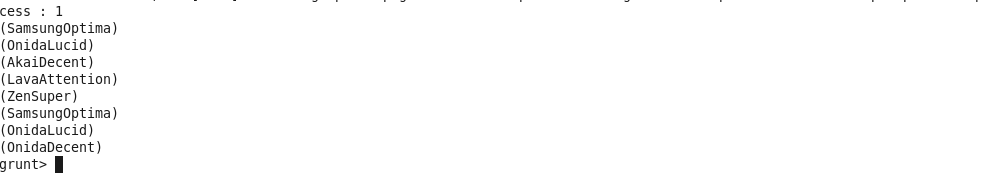 cess : 1
(SamsungOptima)
(OnidaLucid)
(AkaiDecent)
(LavaAttention)
(ZenSuper)
(SamsungOptima)
(OnidaLucid)
(OnidaDecent)
grunt>